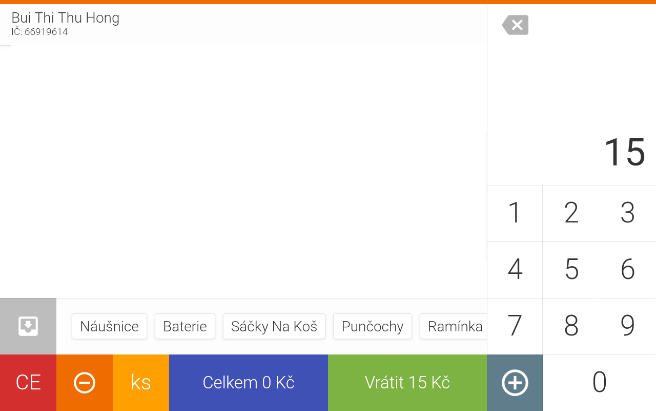 Bui Thi Thu Hong
IČ: 66919614
15
1 2 3
4 5 6
Náušnice Baterie Sáčky Na Koš Punčochy Ramínka 7 8 9
CE ks Celkem 0 Kč Vrátit 15 Kč 0